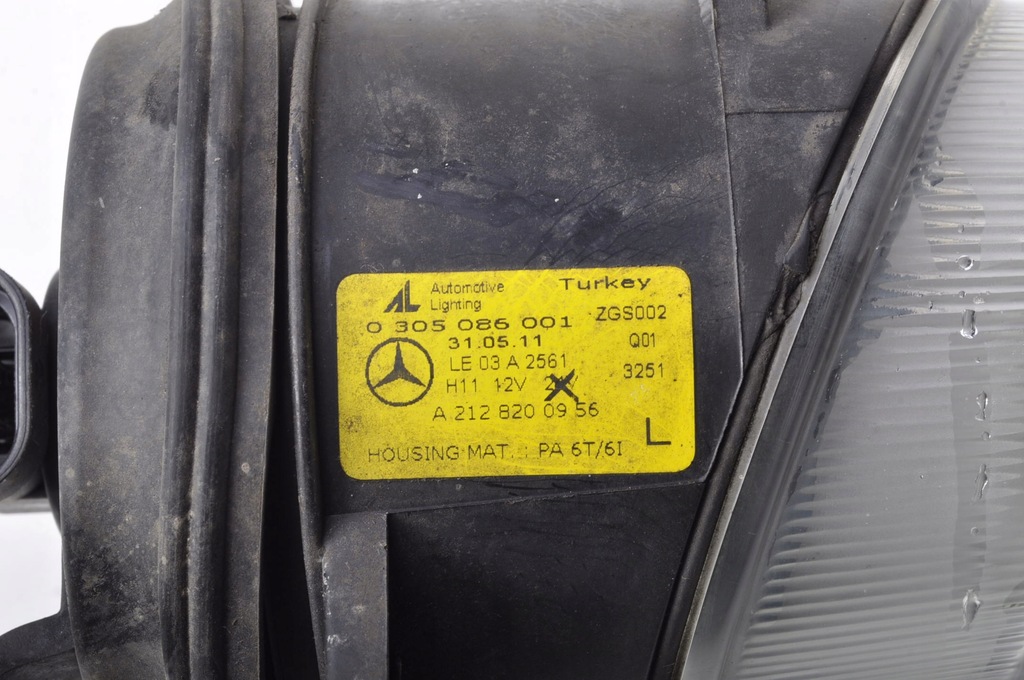 AL Automotive Lighting Turkey
0 305 086 001 ZGS002
31.05.11 Q01
LE 03 A 2561 3251
H11 12V
A 212 820 09 56
L
HOUSING MAT. : PA 6T/6I